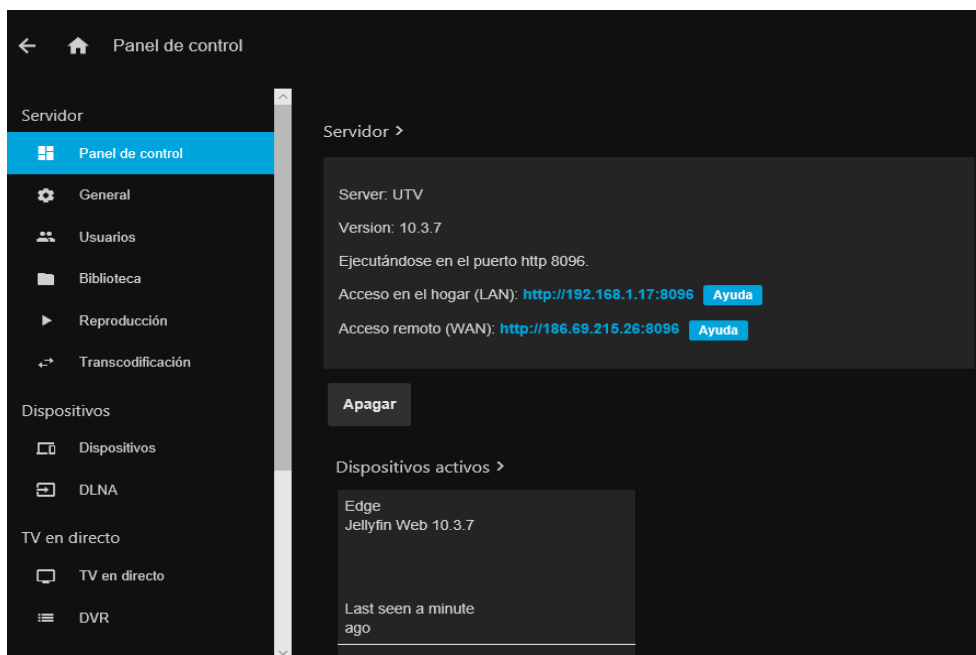 Panel de control
Servidor
Panel de control
General
Usuarios
Biblioteca
Reproducción
Transcodificación
Dispositivos
Dispositivos
DLNA
TV en directo
TV en directo
DVR
Servidor >
Server: UTV
Version: 10.3.7
Ejecutándose en el puerto http 8096.
Acceso en el hogar (LAN): http://192.168.1.17:8096 Ayuda
Acceso remoto (WAN): http://186.69.215.26:8096 Ayuda
Apagar
Dispositivos activos >
Edge
Jellyfin Web 10.3.7
Last seen a minute
ago